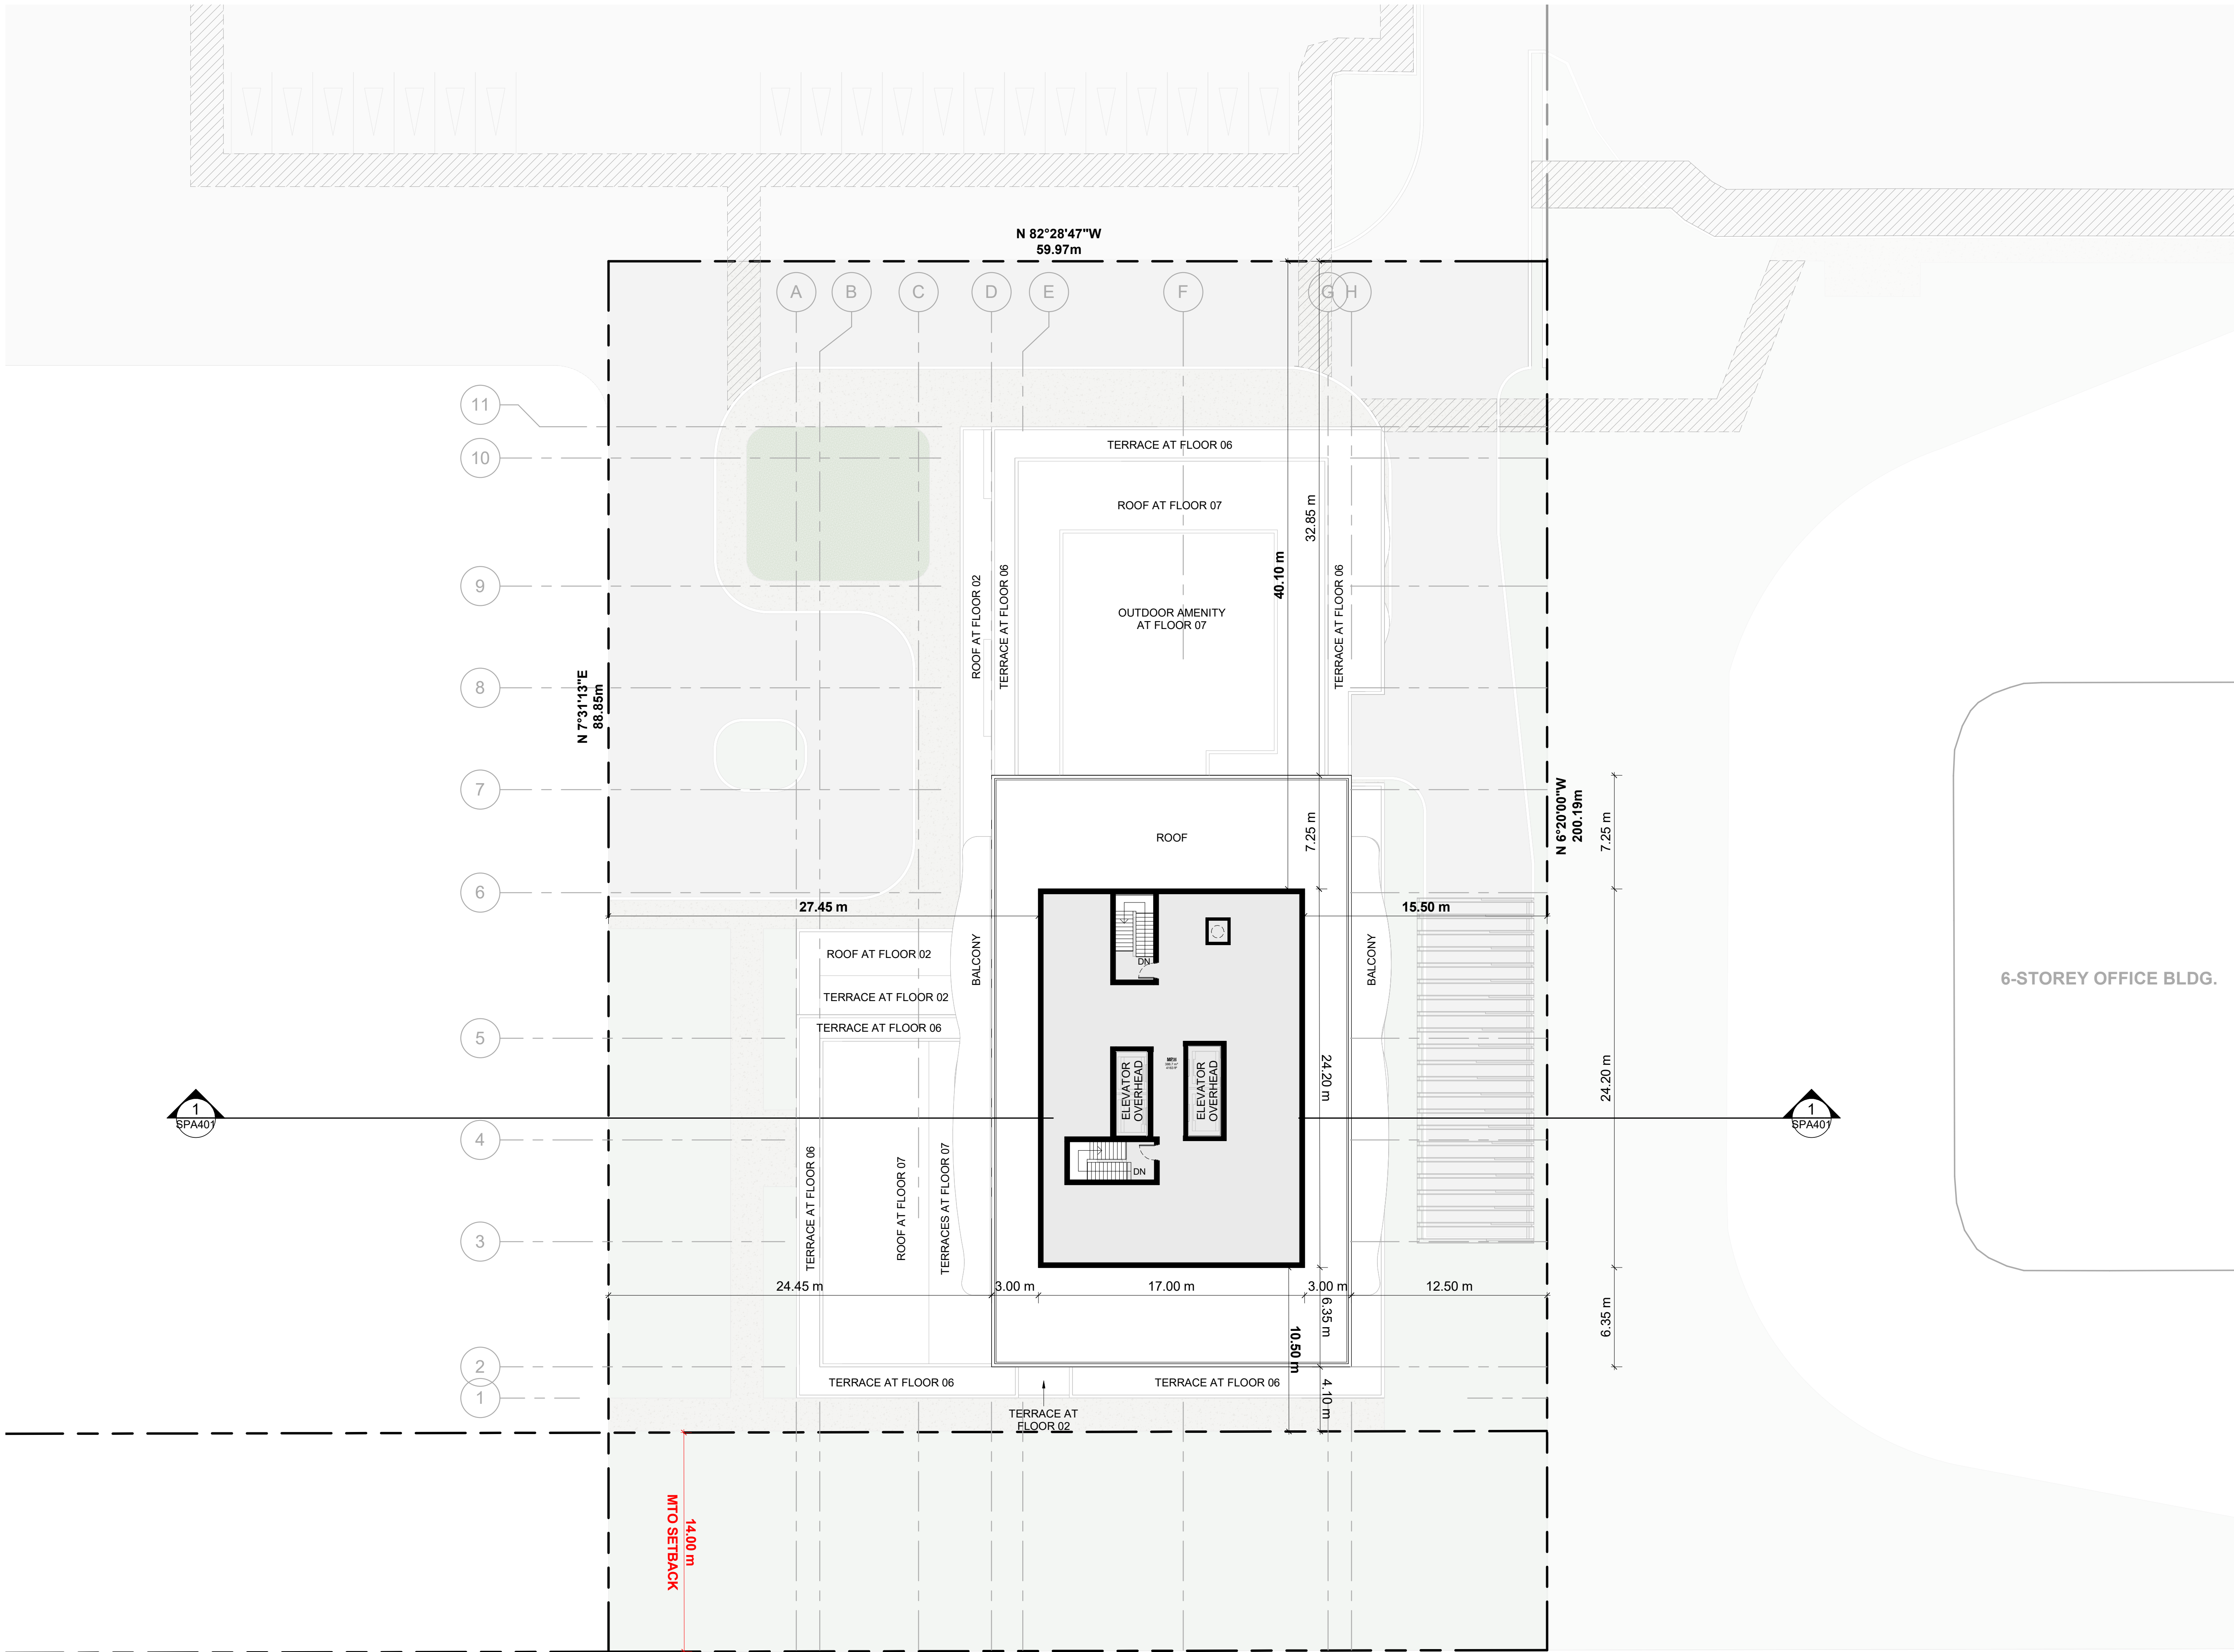 N 82°28'47"W
59.97m
A
B
C
D
E
F
G
H
11
10
9
8
7
6
5
4
3
2
1
TERRACE AT FLOOR 06
ROOF AT FLOOR 07
32.85 m
40.10 m
ROOF AT FLOOR 02
TERRACE AT FLOOR 06
OUTDOOR AMENITY
AT FLOOR 07
TERRACE AT FLOOR 06
N 7°31'13"E
88.85m
N 6°20'00"W
200.19m
ROOF
7.25 m
7.25 m
27.45 m
15.50 m
ROOF AT FLOOR 02
BALCONY
DN
BALCONY
6-STOREY OFFICE BLDG.
TERRACE AT FLOOR 02
TERRACE AT FLOOR 06
ELEVATOR
OVERHEAD
ELEVATOR
OVERHEAD
24.20 m
24.20 m
1
SPA401
1
SPA401
DN
TERRACE AT FLOOR 06
ROOF AT FLOOR 07
TERRACES AT FLOOR 07
24.45 m
3.00 m
17.00 m
3.00 m
12.50 m
6.35 m
6.35 m
10.50 m
TERRACE AT FLOOR 06
TERRACE AT FLOOR 06
4.10 m
TERRACE AT
FLOOR 02
14.00 m
MTO SETBACK